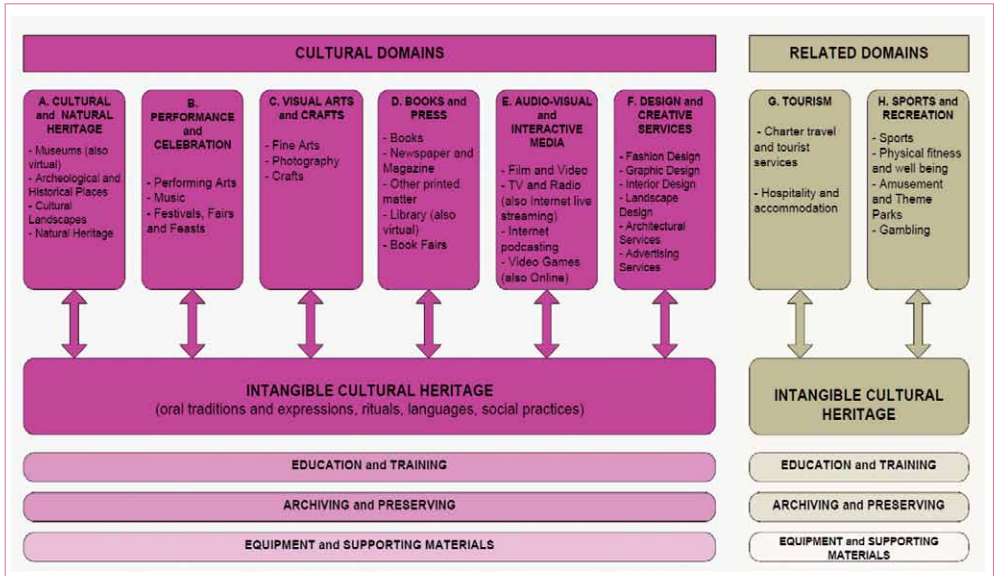 CULTURAL DOMAINS
RELATED DOMAINS
A. CULTURAL
and NATURAL
HERITAGE
- Museums (also
virtual)
- Archeological and
Historical Places
- Cultural
Landscapes
- Natural Heritage
B.
PERFORMANCE
and
CELEBRATION
- Performing Arts
- Music
- Festivals, Fairs
and Feasts
C. VISUAL ARTS
and CRAFTS
- Fine Arts
- Photography
- Crafts
D. BOOKS and
PRESS
- Books
- Newspaper and
Magazine
- Other printed
matter
- Library (also
virtual)
- Book Fairs
E. AUDIO-VISUAL
and
INTERACTIVE
MEDIA
- Film and Video
- TV and Radio
(also Internet live
streaming)
- Internet
podcasting
- Video Games
(also Online)
F. DESIGN and
CREATIVE
SERVICES
- Fashion Design
- Graphic Design
- Interior Design
- Landscape
Design
- Architectural
Services
- Advertising
Services
G. TOURISM
- Charter travel
and tourist
services
- Hospitality and
accommodation
H. SPORTS and
RECREATION
- Sports
- Physical fitness
and well being
- Amusement
and Theme
Parks
- Gambling
INTANGIBLE CULTURAL HERITAGE
(oral traditions and expressions, rituals, languages, social practices)
INTANGIBLE CULTURAL
HERITAGE
EDUCATION and TRAINING
EDUCATION and TRAINING
ARCHIVING and PRESERVING
ARCHIVING and PRESERVING
EQUIPMENT and SUPPORTING MATERIALS
EQUIPMENT and SUPPORTING
MATERIALS